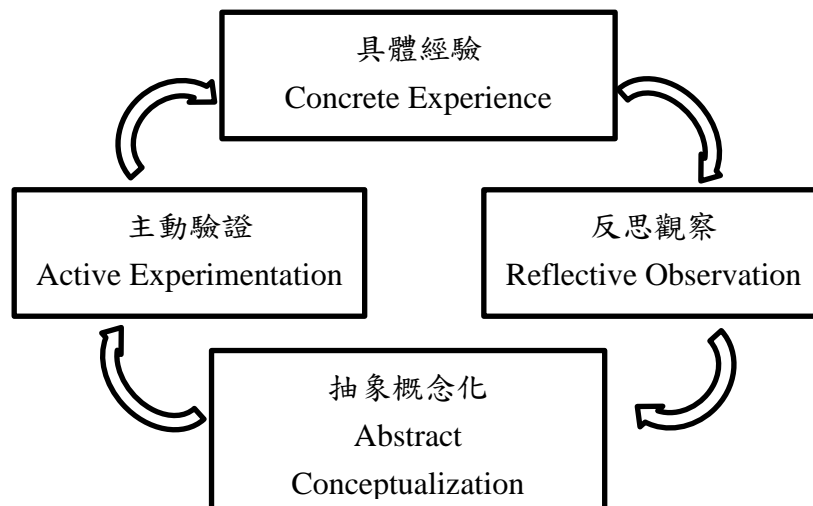 具體經驗
Concrete Experience
主動驗證
Active Experimentation
反思觀察
Reflective Observation
抽象概念化
Abstract
Conceptualization